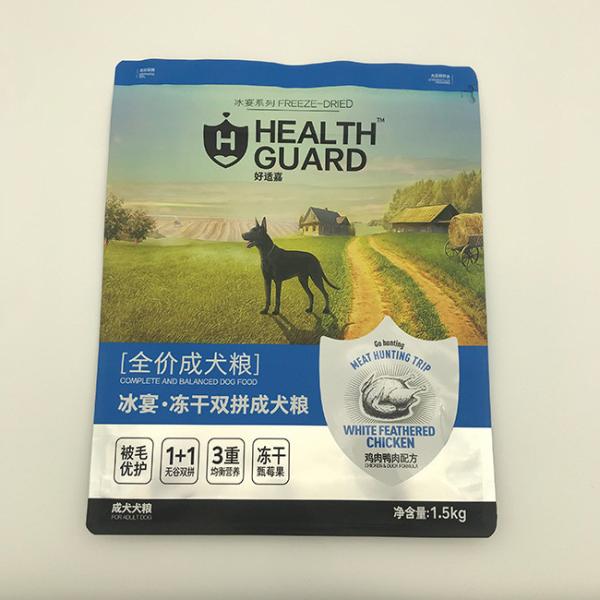 冰宴系列 FREEZE-DRIED
HEALTH™
GUARD
好适嘉
[全价成犬粮]
COMPLETE AND BALANCED DOG FOOD
冰宴·冻干双拼成犬粮
Go hunting
MEAT HUNTING TRIP
WHITE FEATHERED
CHICKEN
鸡肉鸭肉配方
CHICKEN & DUCK FORMULA
被毛
优护
1+1
无谷双拼
3重
均衡营养
冻干
甄莓果
成犬犬粮
FOR ADULT DOG
净含量:1.5kg